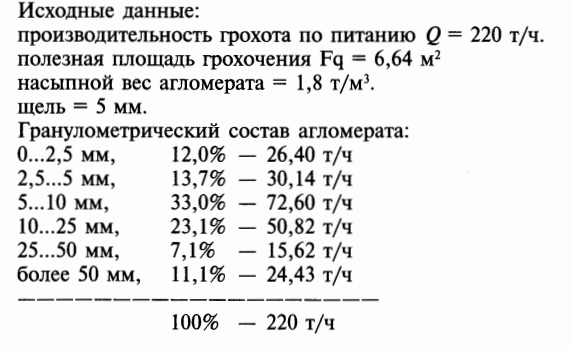 Исходные данные:
производительность грохота по питанию Q = 220 т/ч.
полезная площадь грохочения Fq = 6,64 м²
насыпной вес агломерата = 1,8 т/м³.
щель = 5 мм.
Гранулометрический состав агломерата:
0...2,5 мм, 12,0% — 26,40 т/ч
2,5...5 мм, 13,7% — 30,14 т/ч
5...10 мм, 33,0% — 72,60 т/ч
10...25 мм, 23,1% — 50,82 т/ч
25...50 мм, 7,1% — 15,62 т/ч
более 50 мм, 11,1% — 24,43 т/ч
————————————————————
100% — 220 т/ч